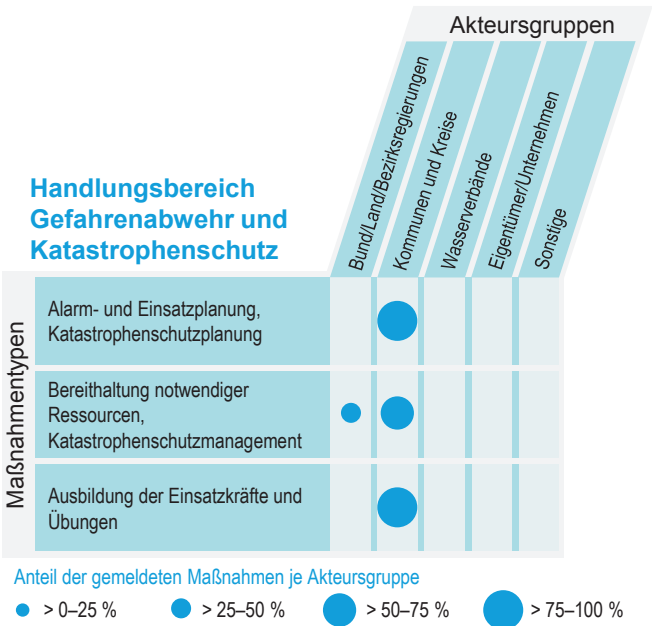 Akteursgruppen
Handlungsbereich
Gefahrenabwehr und
Katastrophenschutz
Bund/Land/Bezirksregierungen
Kommunen und Kreise
Wasserverbände
Eigentümer/Unternehmen
Sonstige
Maßnahmentypen
Alarm- und Einsatzplanung,
Katastrophenschutzplanung
Bereithaltung notwendiger
Ressourcen,
Katastrophenschutzmanagement
Ausbildung der Einsatzkräfte und
Übungen
Anteil der gemeldeten Maßnahmen je Akteursgruppe
> 0–25 % > 25–50 % > 50–75 % > 75–100 %